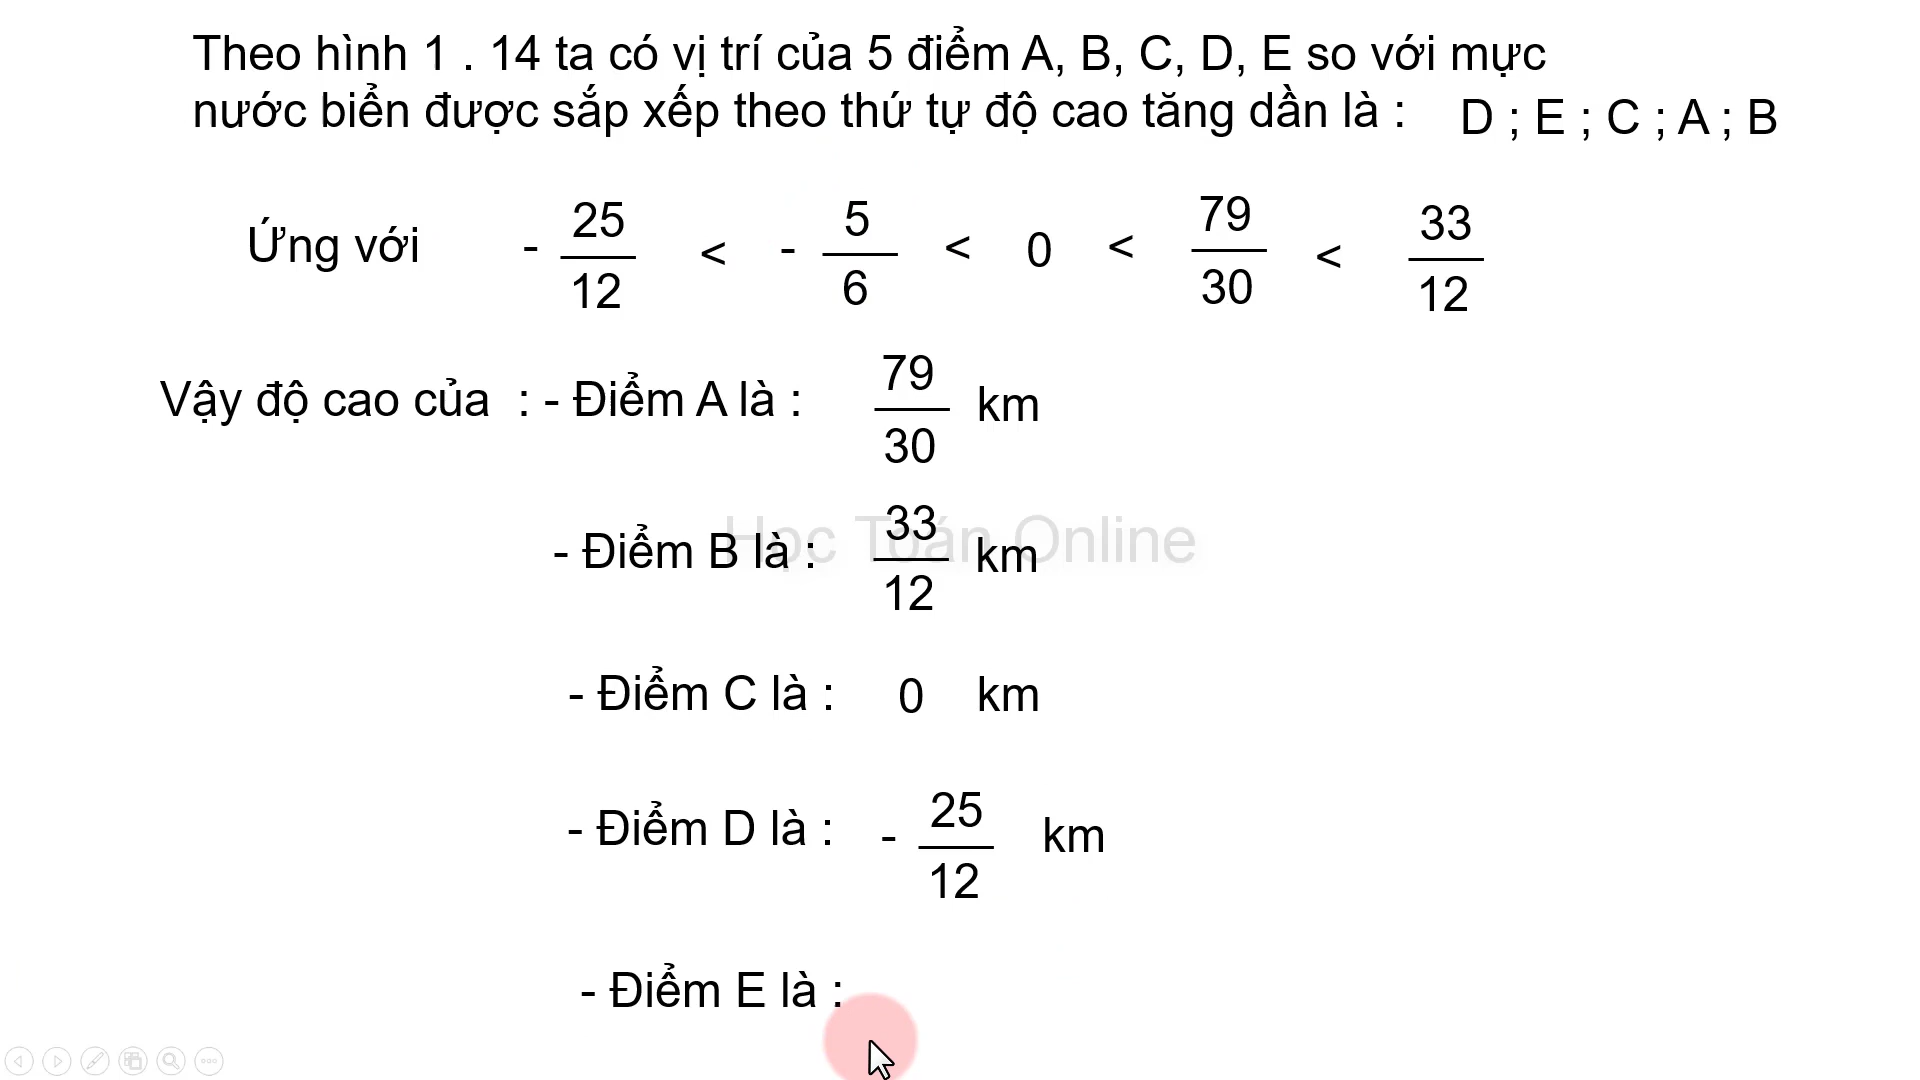 Theo hình 1 . 14 ta có vị trí của 5 điểm A, B, C, D, E so với mực
nước biển được sắp xếp theo thứ tự độ cao tăng dần là : D ; E ; C ; A ; B
Ứng với - 25/12 < - 5/6 < 0 < 79/30 < 33/12
Vậy độ cao của : - Điểm A là : 79/30 km
- Điểm B là : 33/12 km
Học Toán Online
- Điểm C là : 0 km
- Điểm D là : - 25/12 km
- Điểm E là :